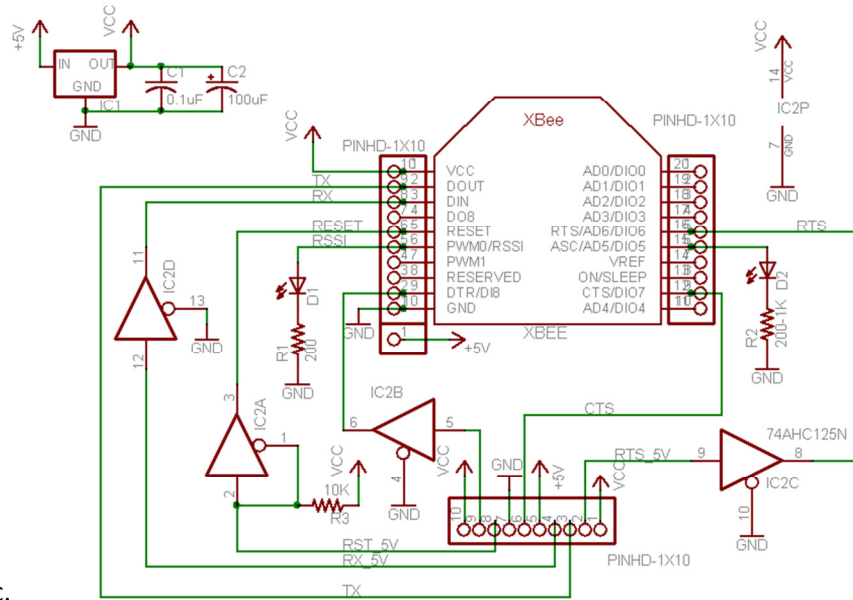 +5V
VCC
IN OUT
GND
IC1
C1
0.1uF
C2
100uF
GND
VCC
14
VCC
IC2P
7
GND
GND
XBee
PINHD-1X10
PINHD-1X10
VCC
TX
RX
RESET
RSSI
VCC
DOUT
DIN
DO8
RESET
PWM0/RSSI
PWM1
RESERVED
DTR/DI8
GND
AD0/DIO0
AD1/DIO1
AD2/DIO2
AD3/DIO3
RTS/AD6/DIO6
ASC/AD5/DIO5
VREF
ON/SLEEP
CTS/DIO7
AD4/DIO4
20
19
18
17
RTS
XBEE
1
+5V
GND
11
IC2D
13
GND
12
D1
R1
200
GND
D2
R2
200-1K
GND
3
IC2A
1
2
10K
R3
VCC
IC2B
6
5
4
GND
CTS
VCC
GND
+5V
RTS_5V
VCC
9
8
74AHC125N
IC2C
10
GND
10 9 8 7 6 5 4 3 2 1
PINHD-1X10
RST_5V
RX_5V
TX